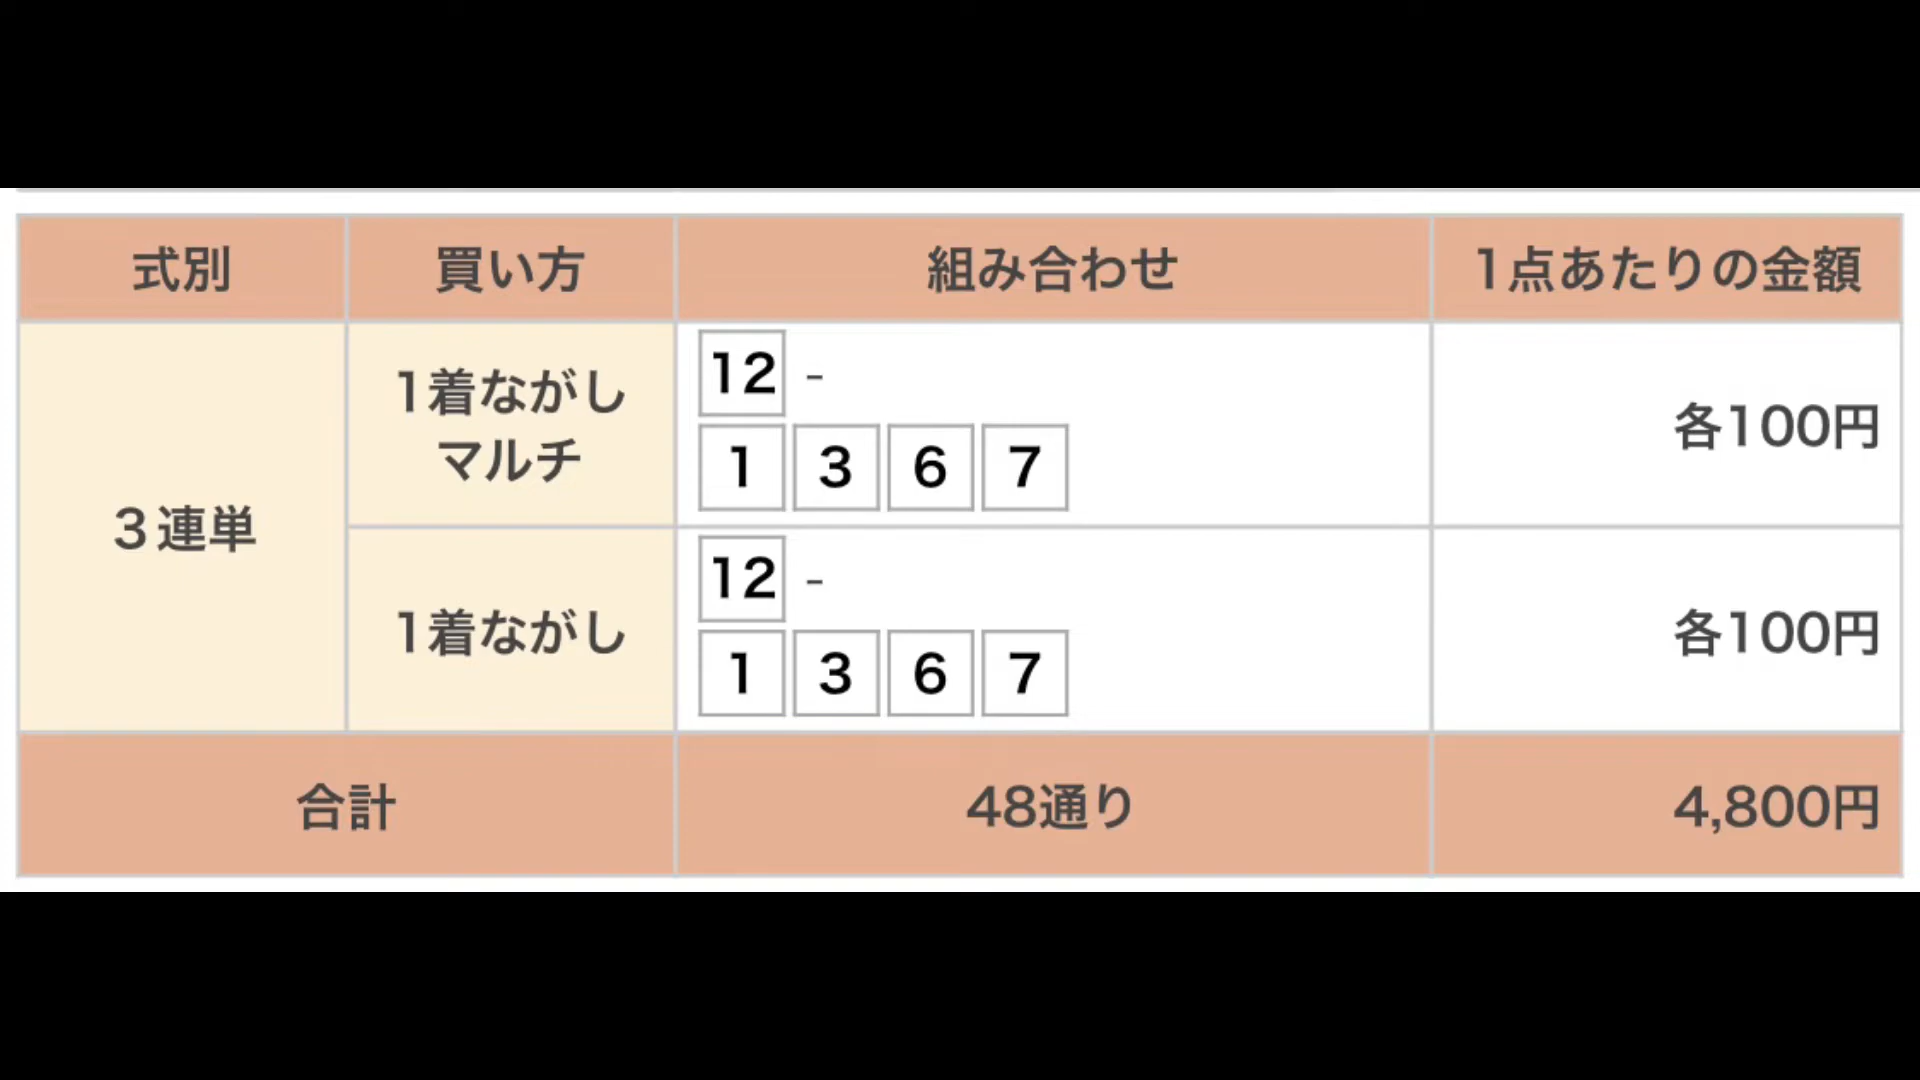 式別 買い方 組み合わせ 1点あたりの金額
3連単
1着ながし
マルチ
12 -
1 3 6 7
各100円
1着ながし
12 -
1 3 6 7
各100円
合計 48通り 4,800円